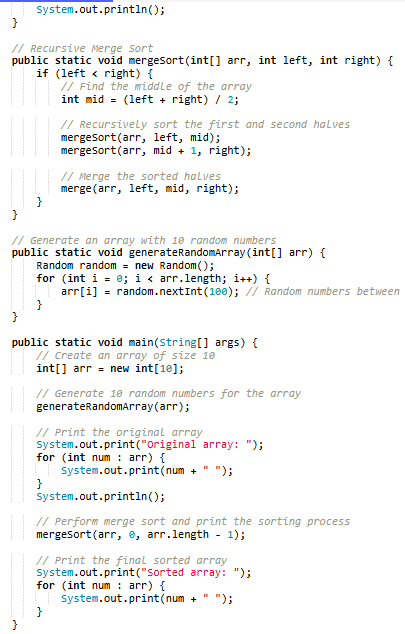 System.out.println();
}
// Recursive Merge Sort
public static void mergeSort(int[] arr, int left, int right) {
if (left < right) {
// Find the middle of the array
int mid = (left + right) / 2;
// Recursively sort the first and second halves
mergeSort(arr, left, mid);
mergeSort(arr, mid + 1, right);
// Merge the sorted halves
merge(arr, left, mid, right);
}
}
// Generate an array with 10 random numbers
public static void generateRandomArray(int[] arr) {
Random random = new Random();
for (int i = 0; i < arr.length; i++) {
arr[i] = random.nextInt(100); // Random numbers between
}
}
public static void main(String[] args) {
// Create an array of size 10
int[] arr = new int[10];
// Generate 10 random numbers for the array
generateRandomArray(arr);
// Print the original array
System.out.print("Original array: ");
for (int num : arr) {
System.out.print(num + " ");
}
System.out.println();
// Perform merge sort and print the sorting process
mergeSort(arr, 0, arr.length - 1);
// Print the final sorted array
System.out.print("Sorted array: ");
for (int num : arr) {
System.out.print(num + " ");
}
}